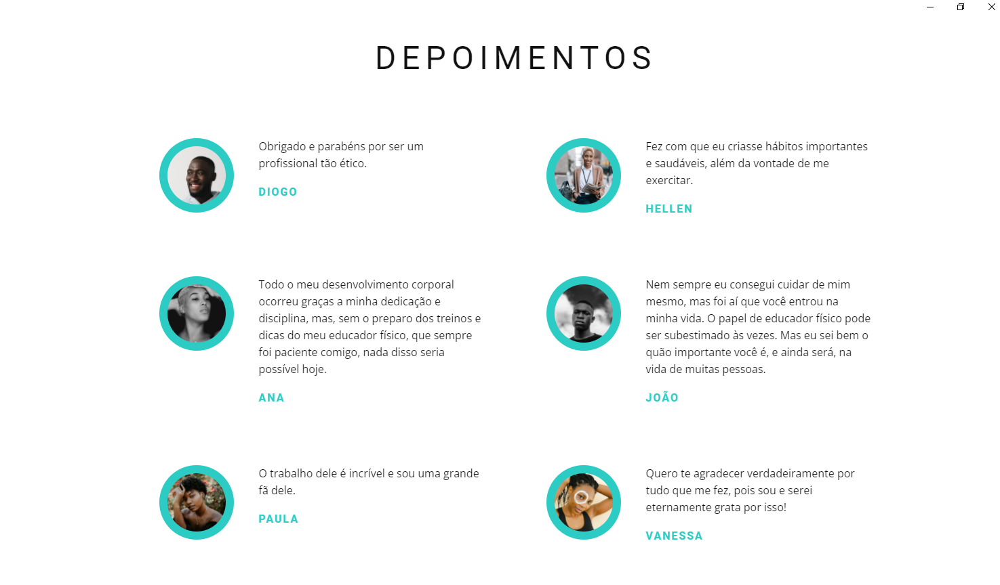 DEPOIMENTOS
Obrigado e parabéns por ser um
profissional tão ético.
DIOGO
Fez com que eu criasse hábitos importantes
e saudáveis, além da vontade de me
exercitar.
HELLEN
Todo o meu desenvolvimento corporal
ocorreu graças a minha dedicação e
disciplina, mas, sem o preparo dos treinos e
dicas do meu educador físico, que sempre
foi paciente comigo, nada disso seria
possível hoje.
ANA
Nem sempre eu consegui cuidar de mim
mesmo, mas foi aí que você entrou na
minha vida. O papel de educador físico pode
ser subestimado às vezes. Mas eu sei bem o
quão importante você é, e ainda será, na
vida de muitas pessoas.
JOÃO
O trabalho dele é incrível e sou uma grande
fã dele.
PAULA
Quero te agradecer verdadeiramente por
tudo que me fez, pois sou e serei
eternamente grata por isso!
VANESSA